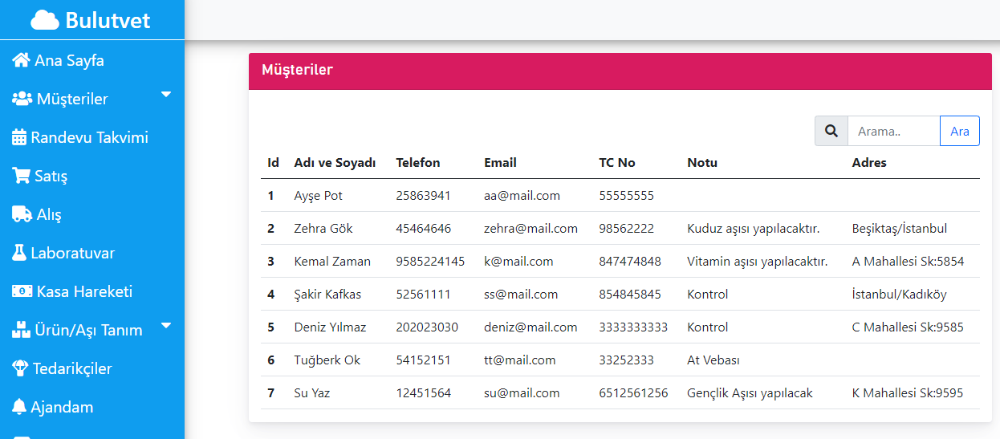 Bulutvet
Ana Sayfa
Müşteriler
Randevu Takvimi
Satış
Alış
Laboratuvar
Kasa Hareketi
Ürün/Aşı Tanım
Tedarikçiler
Ajandam
Müşteriler
Arama.. Ara
Id Adı ve Soyadı Telefon Email TC No Notu Adres
1 Ayşe Pot 25863941 aa@mail.com 55555555
2 Zehra Gök 45464646 zehra@mail.com 98562222 Kuduz aşısı yapılacaktır. Beşiktaş/İstanbul
3 Kemal Zaman 9585224145 k@mail.com 847474848 Vitamin aşısı yapılacaktır. A Mahallesi Sk:5854
4 Şakir Kafkas 52561111 ss@mail.com 854845845 Kontrol İstanbul/Kadıköy
5 Deniz Yılmaz 202023030 deniz@mail.com 3333333333 Kontrol C Mahallesi Sk:9585
6 Tuğberk Ok 54152151 tt@mail.com 33252333 At Vebası
7 Su Yaz 12451564 su@mail.com 6512561256 Gençlik Aşısı yapılacak K Mahallesi Sk:9595